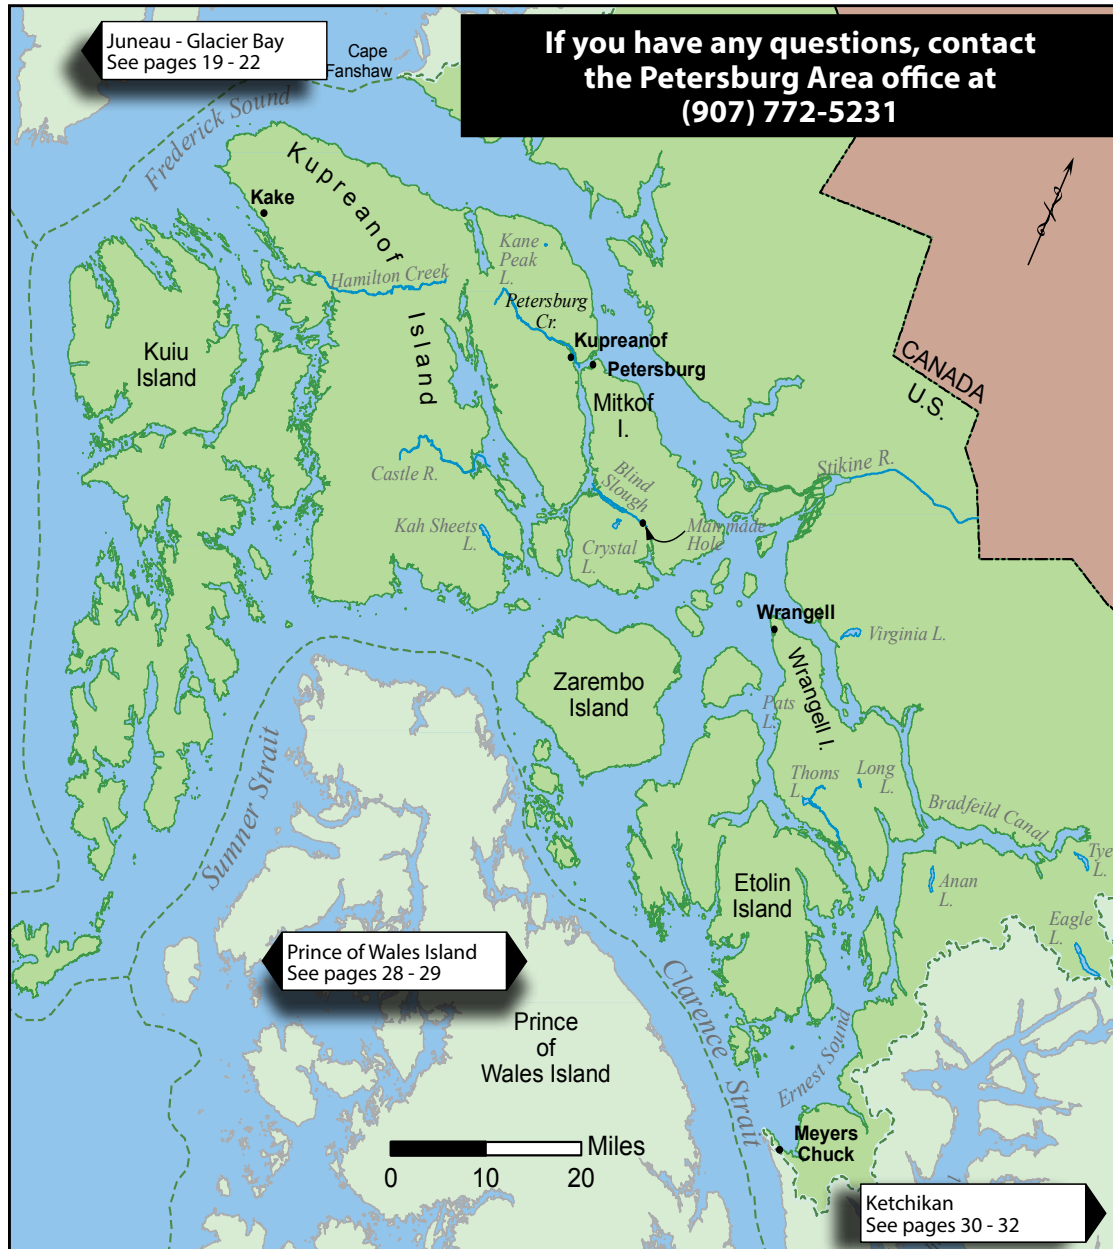 Juneau - Glacier Bay
See pages 19 - 22
Cape
Fanshaw
If you have any questions, contact
the Petersburg Area office at
(907) 772-5231
Frederick Sound
Kupreanof
Island
Kake
Kane
Peak
L.
Hamilton Creek
Petersburg
Cr.
Kupreanof
Petersburg
Kuiu
Island
Mitkof
I.
CANADA
U.S.
Castle R.
Blind
Slough
Stikine R.
Kah Sheets
L.
Crystal
L.
Man made
Hole
Wrangell
Virginia L.
Zarembo
Island
Wrangell I.
Pats
L.
Sumner Strait
Thoms
L.
Long
L.
Bradfeild Canal
Tye
L.
Anan
L.
Etolin
Island
Eagle
L.
Prince of Wales Island
See pages 28 - 29
Clarence Strait
Prince
of
Wales Island
Ernest Sound
Meyers
Chuck
Miles
0 10 20
Ketchikan
See pages 30 - 32